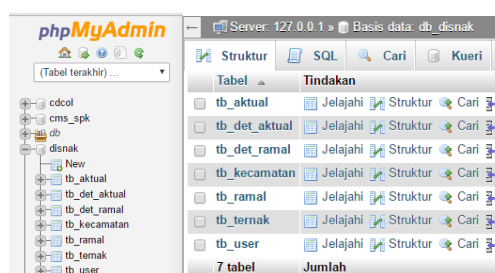 phpMyAdmin
(Tabel terakhir) ...
cdcol
cms_spk
db
disnak
New
tb_aktual
tb_det_aktual
tb_det_ramal
tb_kecamatan
tb_ramal
tb_ternak
tb_user
Server: 127.0.0.1 » Basis data: db_disnak
Struktur SQL Cari Kueri
Tabel Tindakan
tb_aktual Jelajahi Struktur Cari
tb_det_aktual Jelajahi Struktur Cari
tb_det_ramal Jelajahi Struktur Cari
tb_kecamatan Jelajahi Struktur Cari
tb_ramal Jelajahi Struktur Cari
tb_ternak Jelajahi Struktur Cari
tb_user Jelajahi Struktur Cari
7 tabel Jumlah